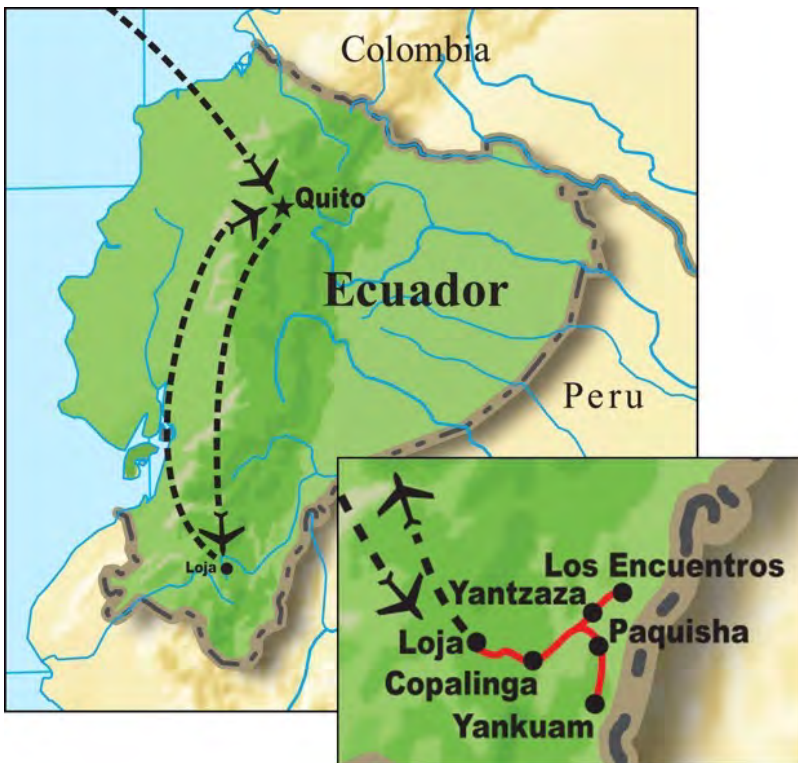 Colombia
Quito
Ecuador
Peru
Loja
Los Encuentros
Yantzaza
Loja
Paquisha
Copalinga
Yankuam